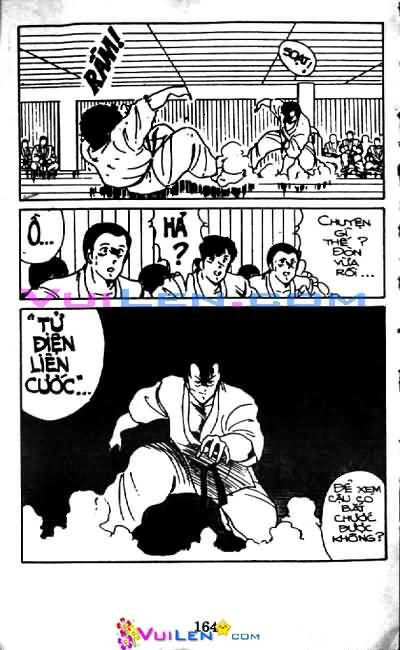 RẦM!
SOẠT!
Ồ...
HẢ
?
CHUYỆN
GÌ
THẾ ?
ĐÒN
VỪA
RỒI...
VUILEN.COM
"TỬ
ĐIỆN
LIÊN
CƯỚC"...
ĐỂ XEM
CẬU CÓ
BẮT
CHƯỚC
ĐƯỢC
KHÔNG?
164
VUILEN.COM